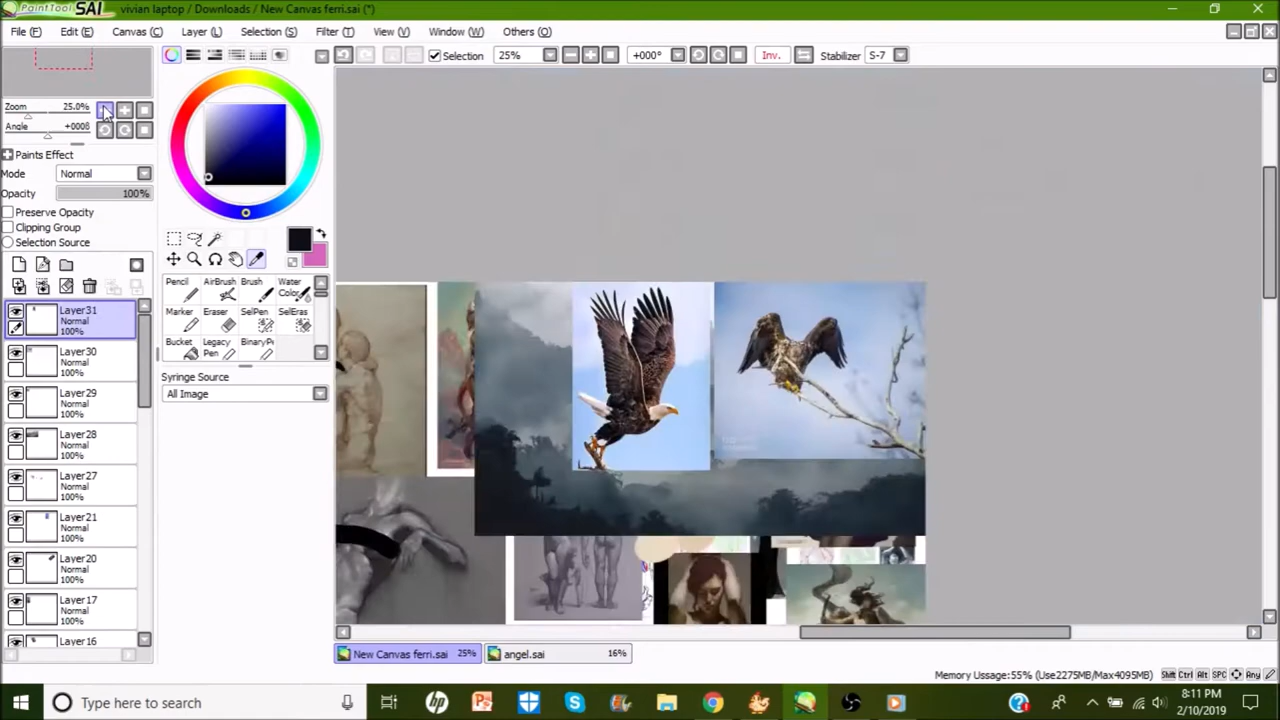 PaintTool SAI vivian laptop / Downloads / New Canvas ferri.sai (*)
File (F) Edit (E) Canvas (C) Layer (L) Selection (S) Filter (T) View (V) Window (W) Others (O)
Selection 25% +000° Inv. Stabilizer S-7
Zoom 25.0%
Angle
Paints Effect
Mode Normal
Opacity 100%
Preserve Opacity
Clipping Group
Selection Source
Pencil AirBrush Brush Water Color
Marker Eraser SelPen SelEras
Bucket Legacy Pen
Syringe Source
All Image
Layer31
Normal
100%
Layer30
Normal
100%
Layer29
Normal
100%
Layer28
Normal
100%
Layer27
Normal
100%
Layer21
Normal
100%
Layer20
Normal
100%
Layer17
Normal
100%
Layer16
New Canvas ferri.sai 25% angel.sai 16%
Memory Ussage:55% (Use2275MB/Max4095MB) Shift Ctrl Alt SPC Any
Type here to search
8:11 PM
2/10/2019